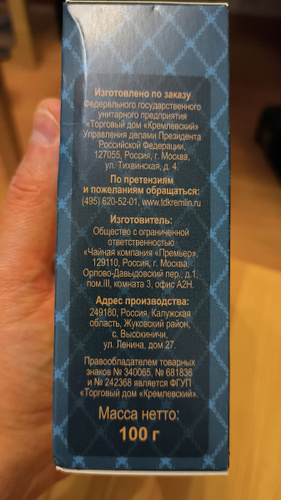 Изготовлено по заказу
Федерального государственного
унитарного предприятия
«Торговый дом «Кремлевский»
Управления делами Президента
Российской Федерации,
127055, Россия, г. Москва,
ул. Тихвинская, д. 4.
По претензиям
и пожеланиям обращаться:
(495) 620-52-01, www.tdkremlin.ru
Изготовитель:
Общество с ограниченной
ответственностью
«Чайная компания «Премьер».
129110, Россия, г. Москва,
Орлово-Давыдовский пер., д.1,
пом.III, комната 3, офис А2Н.
Адрес производства:
249180, Россия, Калужская
область, Жуковский район,
с. Высокиничи,
ул. Ленина, дом 27.
Правообладателем товарных
знаков № 340065, № 681836
и № 242368 является ФГУП
«Торговый дом «Кремлевский».
Масса нетто:
100 г